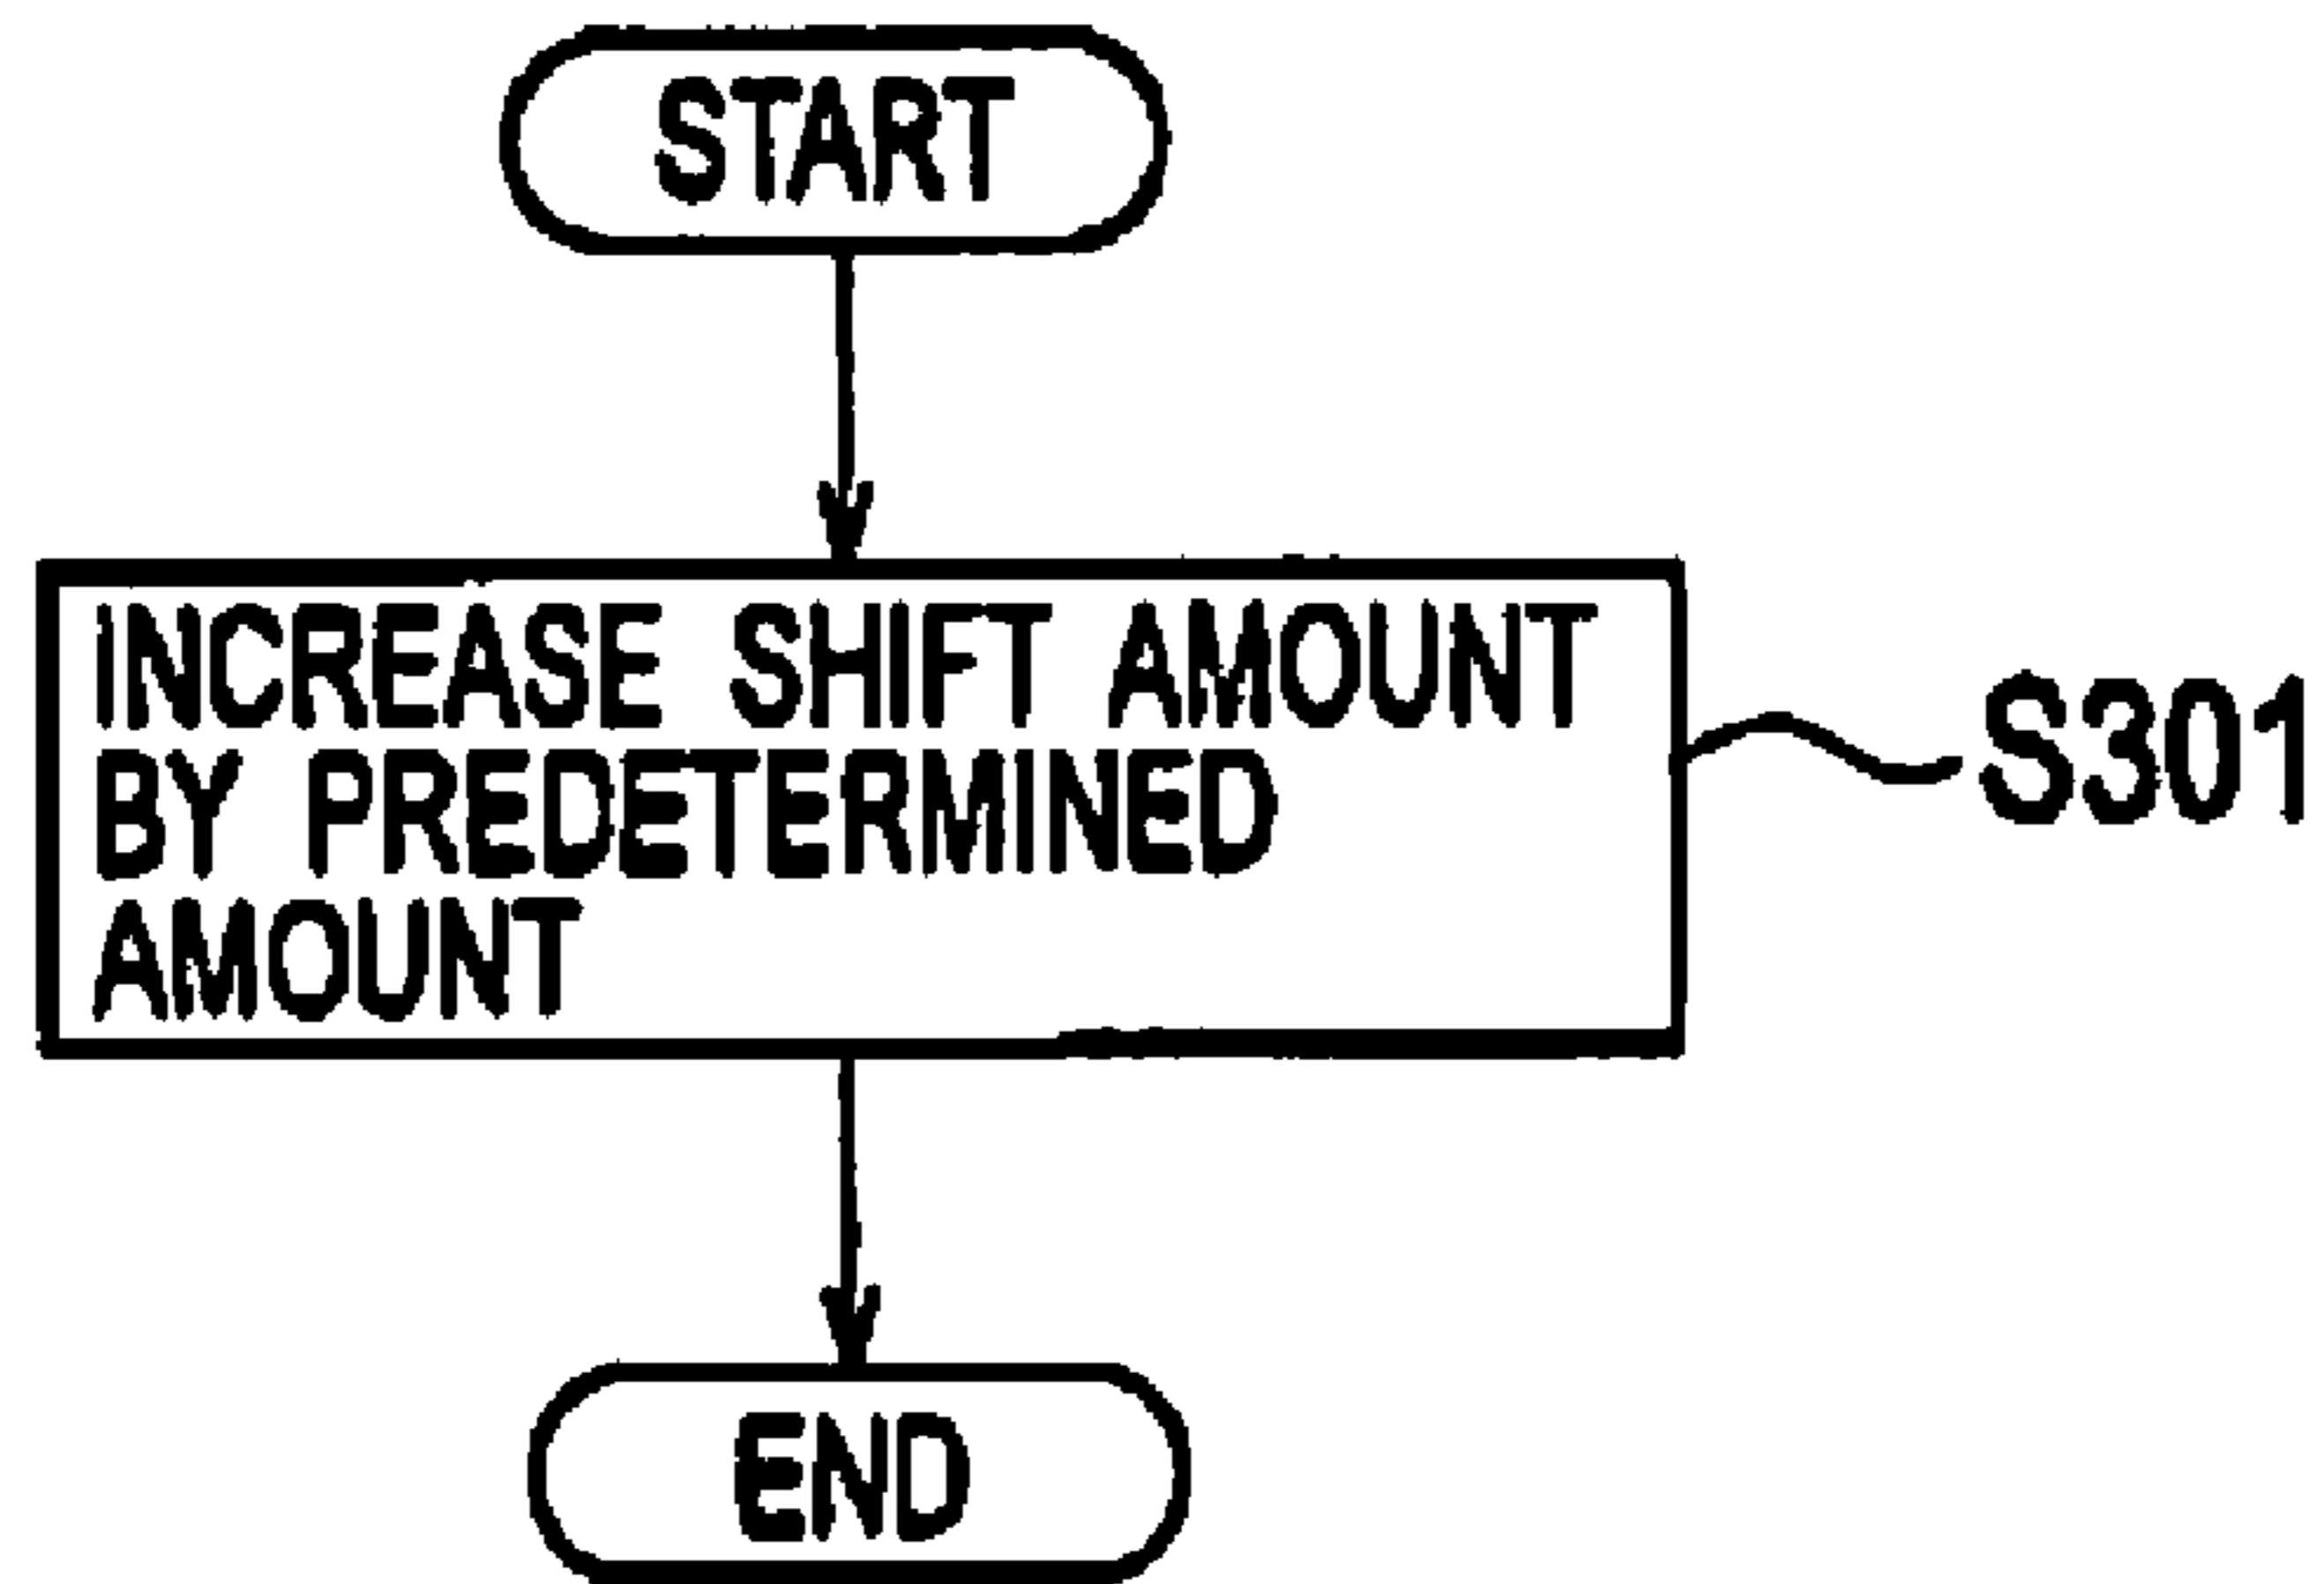 START
INCREASE SHIFT AMOUNT
BY PREDETERMINED
AMOUNT
S301
END